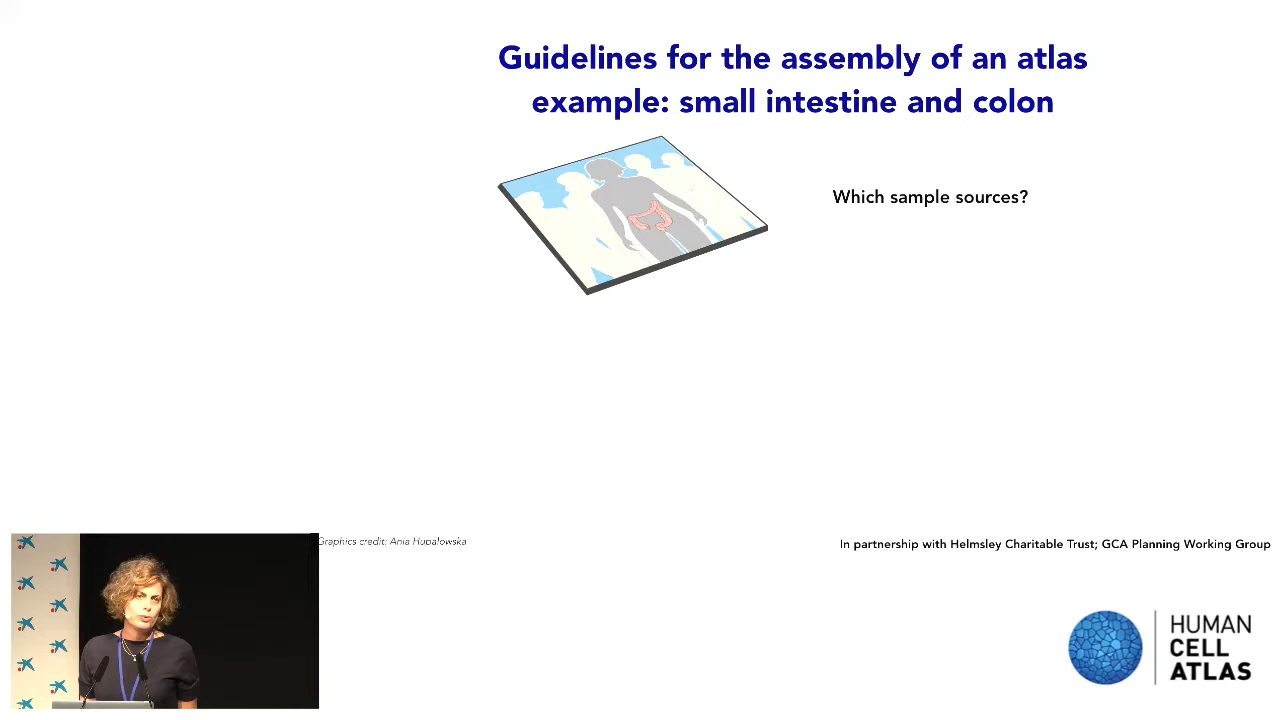 Guidelines for the assembly of an atlas
example: small intestine and colon
Which sample sources?
Graphics credit: Ania Hupalowska
In partnership with Helmsley Charitable Trust; GCA Planning Working Group
HUMAN
CELL
ATLAS